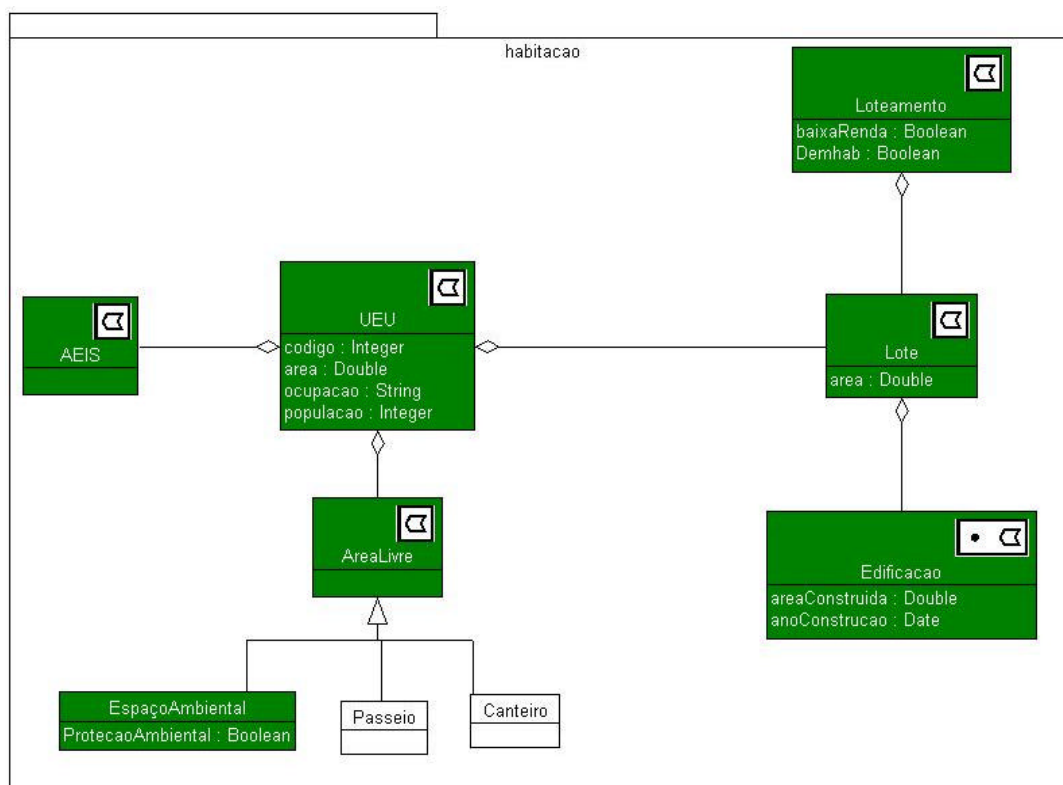 habitacao
Loteamento
baixaRenda : Boolean
Demhab : Boolean
UEU
codigo : Integer
area : Double
ocupacao : String
populacao : Integer
AEIS
Lote
area : Double
AreaLivre
Edificacao
areaConstruida : Double
anoConstrucao : Date
EspaçoAmbiental
ProtecaoAmbiental : Boolean
Passeio
Canteiro